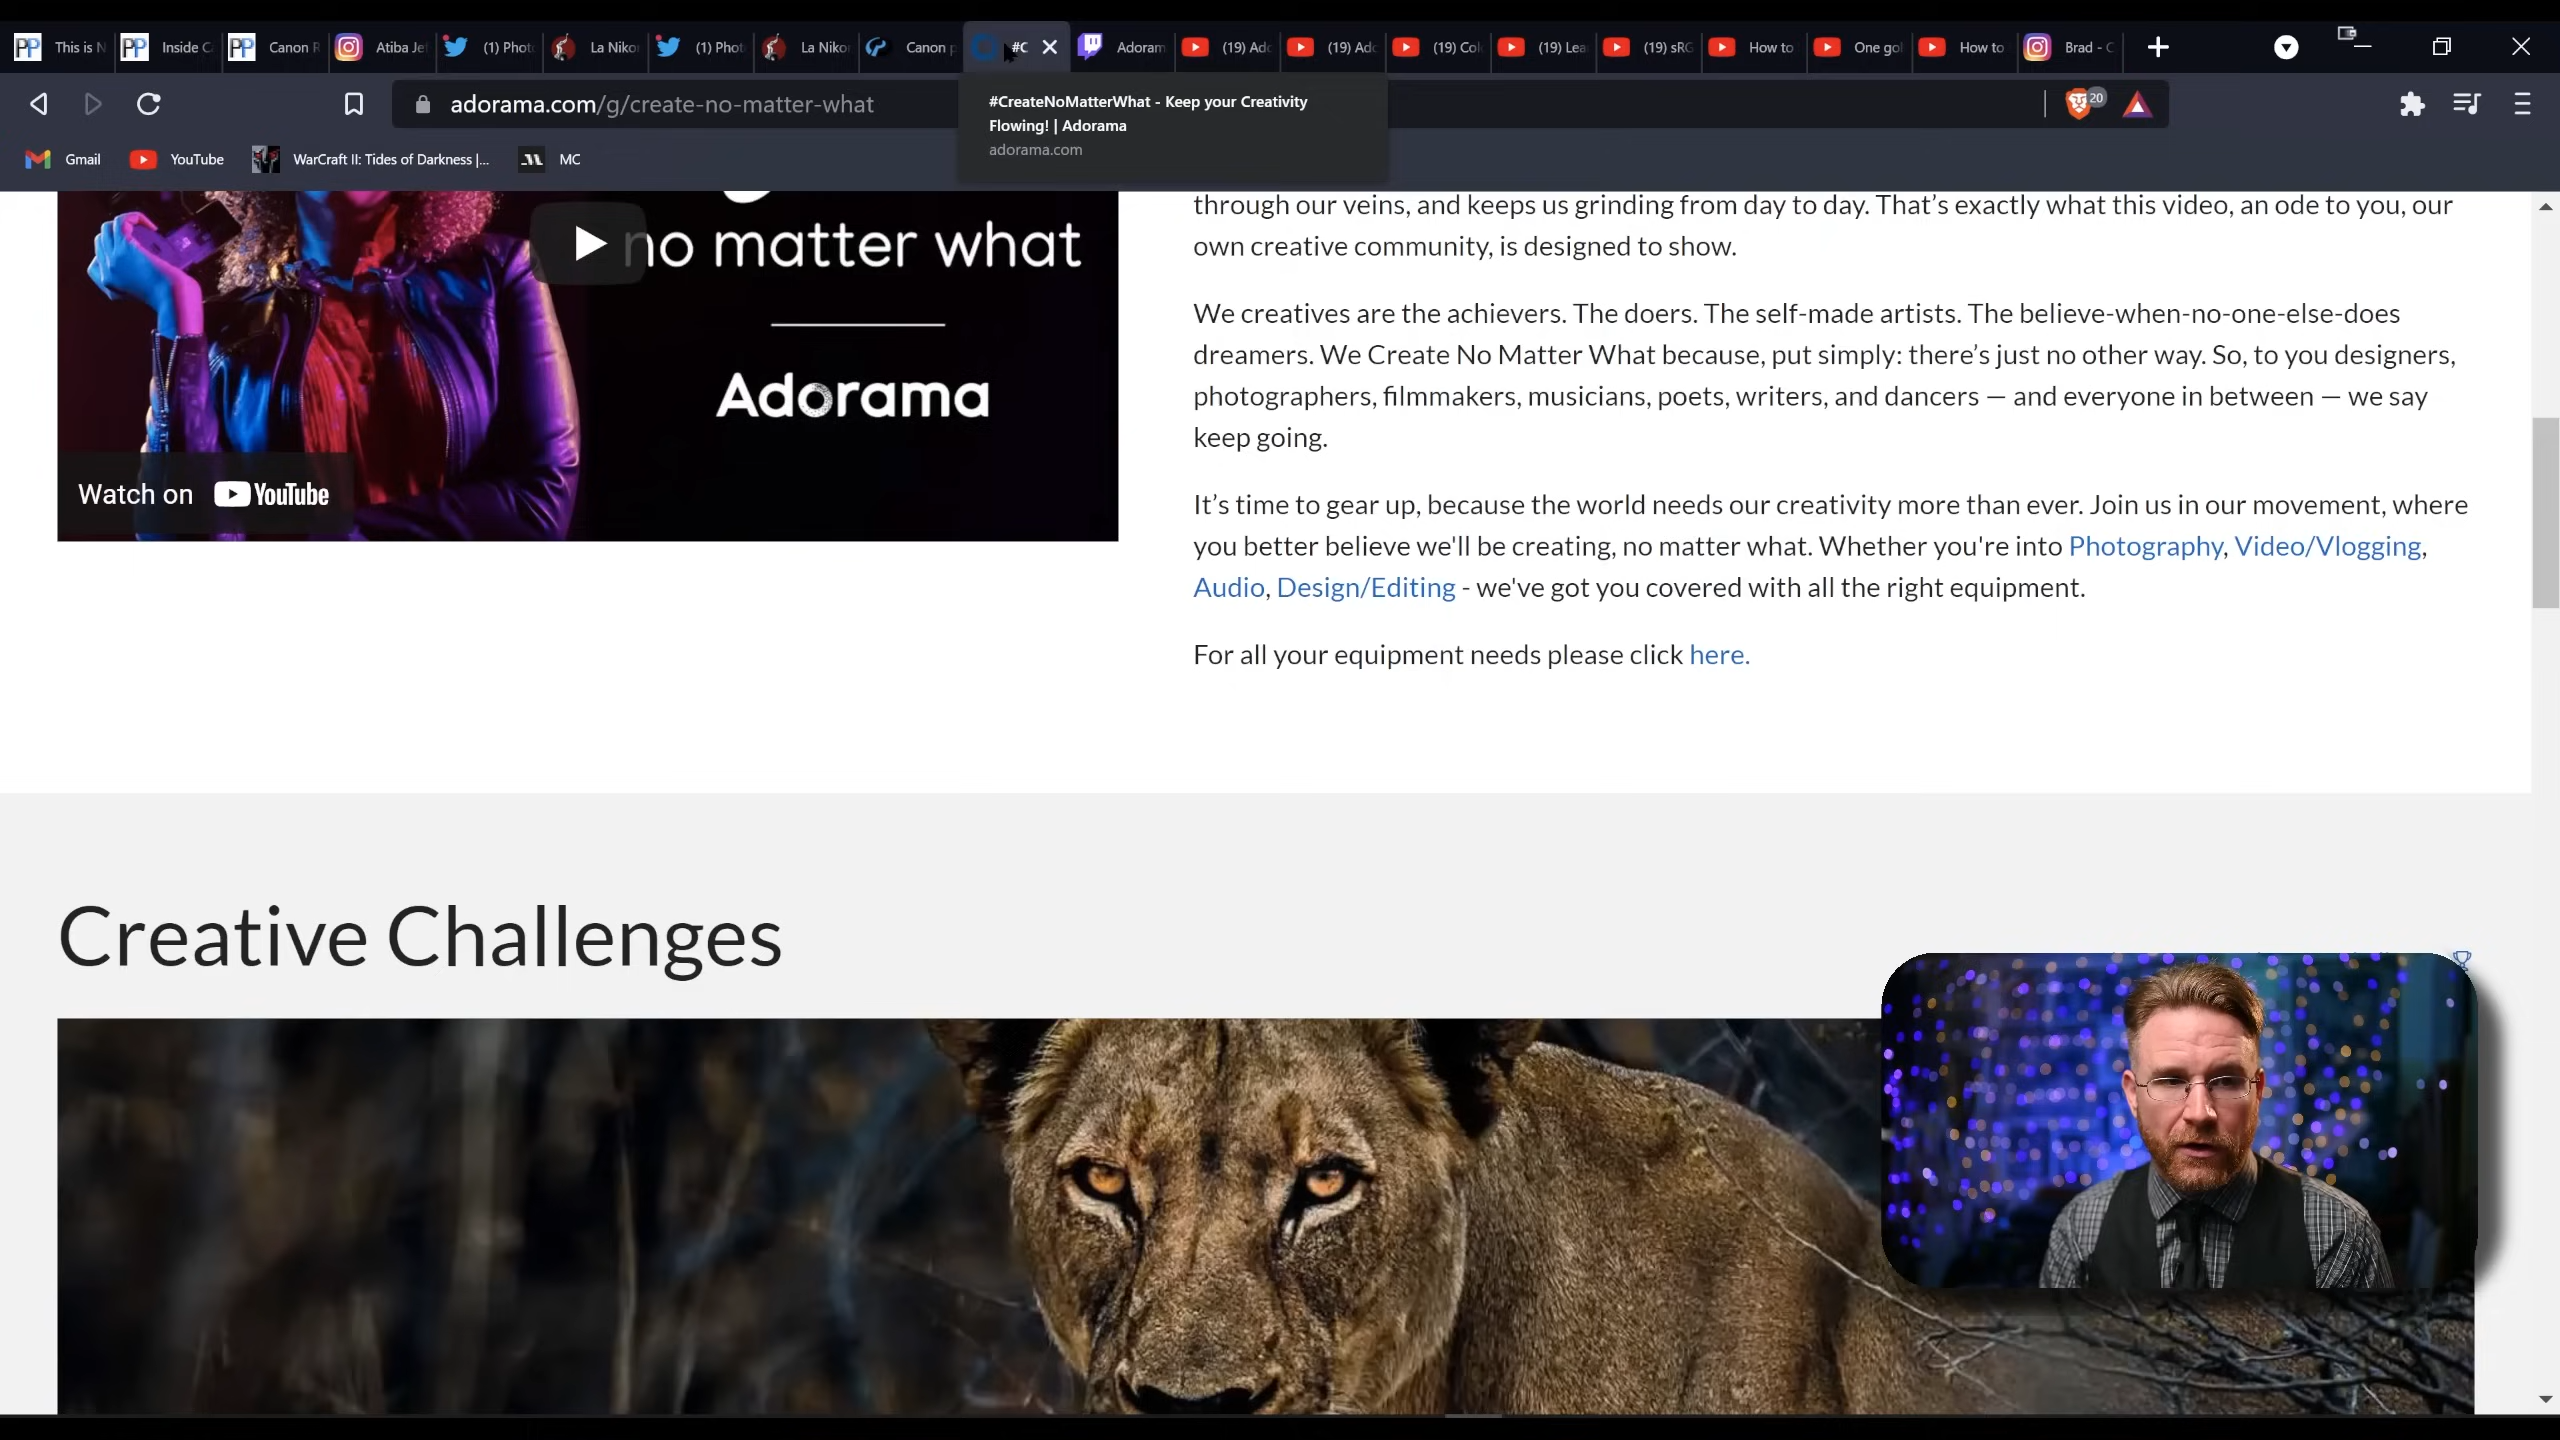 This is N
Inside C
Canon R
Atiba Jef
(1) Phot
La Niko
(1) Phot
La Niko
Canon p
#C
Adoram
(19) Ado
(19) Ado
(19) Col
(19) Lea
(19) sRG
How to
One gol
How to
Brad - C
adorama.com/g/create-no-matter-what
20
#CreateNoMatterWhat - Keep your Creativity
Flowing! | Adorama
adorama.com
Gmail
YouTube
WarCraft II: Tides of Darkness |...
MC
no matter what
Adorama
Watch on YouTube
through our veins, and keeps us grinding from day to day. That’s exactly what this video, an ode to you, our
own creative community, is designed to show.
We creatives are the achievers. The doers. The self-made artists. The believe-when-no-one-else-does
dreamers. We Create No Matter What because, put simply: there’s just no other way. So, to you designers,
photographers, filmmakers, musicians, poets, writers, and dancers — and everyone in between — we say
keep going.
It’s time to gear up, because the world needs our creativity more than ever. Join us in our movement, where
you better believe we'll be creating, no matter what. Whether you're into Photography, Video/Vlogging,
Audio, Design/Editing - we've got you covered with all the right equipment.
For all your equipment needs please click here.
Creative Challenges